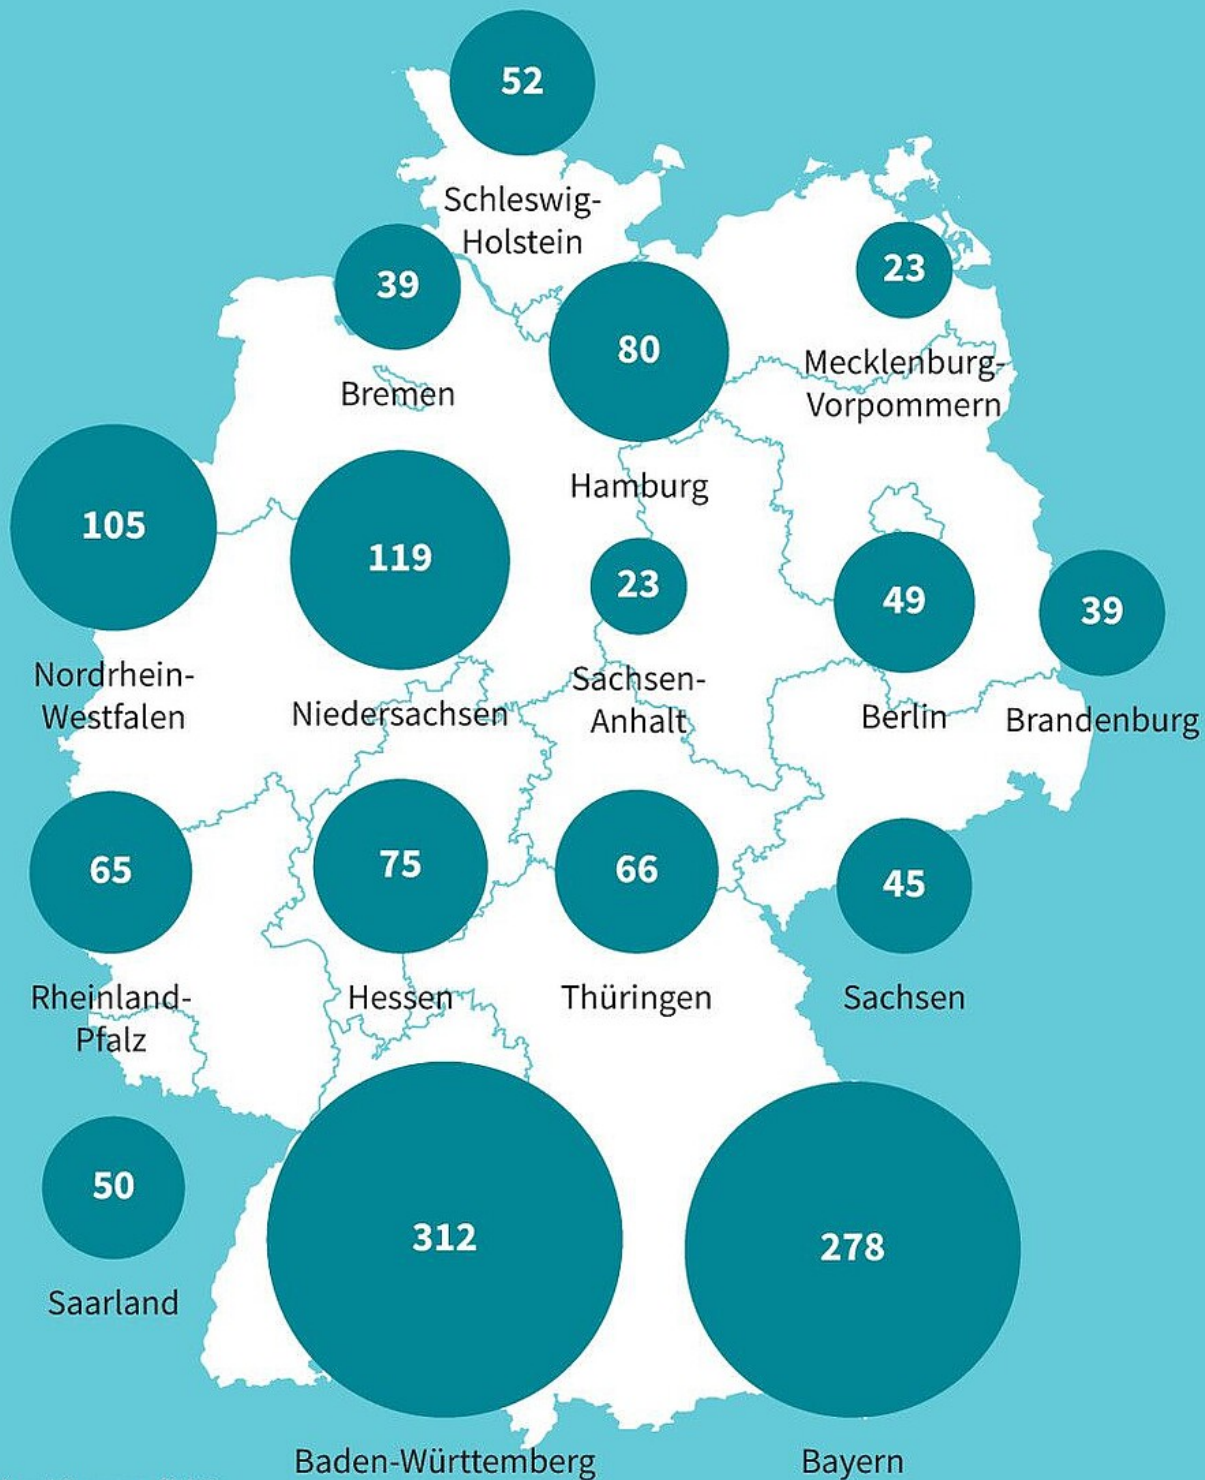 52
Schleswig-
Holstein
39
Bremen
80
Hamburg
23
Mecklenburg-
Vorpommern
105
Nordrhein-
Westfalen
119
Niedersachsen
23
Sachsen-
Anhalt
49
Berlin
39
Brandenburg
65
Rheinland-
Pfalz
75
Hessen
66
Thüringen
45
Sachsen
50
Saarland
312
Baden-Württemberg
278
Bayern